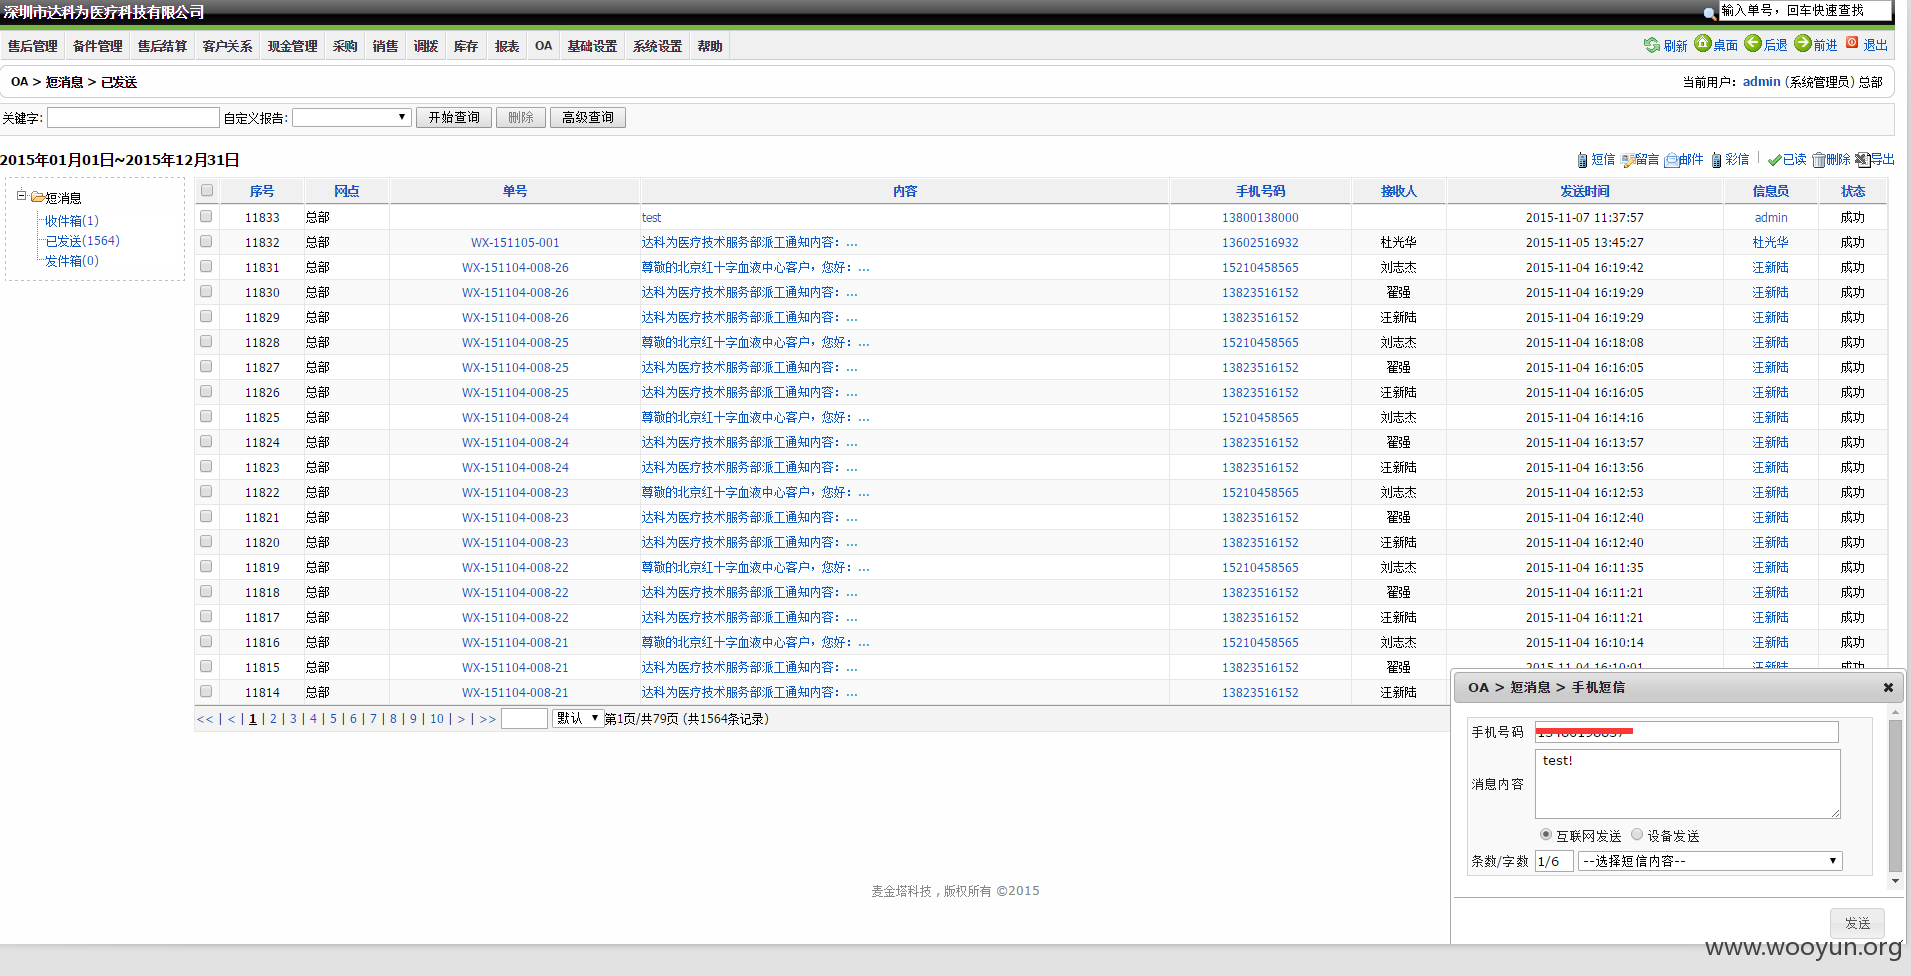 深圳市达科为医疗科技有限公司 输入单号，回车快速查找
售后管理 备件管理 售后结算 客户关系 现金管理 采购 销售 调拨 库存 报表 OA 基础设置 系统设置 帮助 刷新 桌面 后退 前进 退出
OA > 短消息 > 已发送 当前用户：admin (系统管理员) 总部
关键字: 自定义报告: 开始查询 删除 高级查询
2015年01月01日~2015年12月31日 短信 留言 邮件 彩信 已读 删除 导出
短消息
收件箱(1)
已发送(1564)
发件箱(0)
序号 网点 单号 内容 手机号码 接收人 发送时间 信息员 状态
11833 总部 test 13800138000 2015-11-07 11:37:57 admin 成功
11832 总部 WX-151105-001 达科为医疗技术服务部派工通知内容：... 13602516932 杜光华 2015-11-05 13:45:27 杜光华 成功
11831 总部 WX-151104-008-26 尊敬的北京红十字血液中心客户，您好：... 15210458565 刘志杰 2015-11-04 16:19:42 汪新陆 成功
11830 总部 WX-151104-008-26 达科为医疗技术服务部派工通知内容：... 13823516152 翟强 2015-11-04 16:19:29 汪新陆 成功
11829 总部 WX-151104-008-26 达科为医疗技术服务部派工通知内容：... 13823516152 汪新陆 2015-11-04 16:19:29 汪新陆 成功
11828 总部 WX-151104-008-25 尊敬的北京红十字血液中心客户，您好：... 15210458565 刘志杰 2015-11-04 16:18:08 汪新陆 成功
11827 总部 WX-151104-008-25 达科为医疗技术服务部派工通知内容：... 13823516152 翟强 2015-11-04 16:16:05 汪新陆 成功
11826 总部 WX-151104-008-25 达科为医疗技术服务部派工通知内容：... 13823516152 汪新陆 2015-11-04 16:16:05 汪新陆 成功
11825 总部 WX-151104-008-24 尊敬的北京红十字血液中心客户，您好：... 15210458565 刘志杰 2015-11-04 16:14:16 汪新陆 成功
11824 总部 WX-151104-008-24 达科为医疗技术服务部派工通知内容：... 13823516152 翟强 2015-11-04 16:13:57 汪新陆 成功
11823 总部 WX-151104-008-24 达科为医疗技术服务部派工通知内容：... 13823516152 汪新陆 2015-11-04 16:13:56 汪新陆 成功
11822 总部 WX-151104-008-23 尊敬的北京红十字血液中心客户，您好：... 15210458565 刘志杰 2015-11-04 16:12:53 汪新陆 成功
11821 总部 WX-151104-008-23 达科为医疗技术服务部派工通知内容：... 13823516152 翟强 2015-11-04 16:12:40 汪新陆 成功
11820 总部 WX-151104-008-23 达科为医疗技术服务部派工通知内容：... 13823516152 汪新陆 2015-11-04 16:12:40 汪新陆 成功
11819 总部 WX-151104-008-22 尊敬的北京红十字血液中心客户，您好：... 15210458565 刘志杰 2015-11-04 16:11:35 汪新陆 成功
11818 总部 WX-151104-008-22 达科为医疗技术服务部派工通知内容：... 13823516152 翟强 2015-11-04 16:11:21 汪新陆 成功
11817 总部 WX-151104-008-22 达科为医疗技术服务部派工通知内容：... 13823516152 汪新陆 2015-11-04 16:11:21 汪新陆 成功
11816 总部 WX-151104-008-21 尊敬的北京红十字血液中心客户，您好：... 15210458565 刘志杰 2015-11-04 16:10:14 汪新陆 成功
11815 总部 WX-151104-008-21 达科为医疗技术服务部派工通知内容：... 13823516152 翟强 2015-11-04 16:10:01 汪新陆 成功
11814 总部 WX-151104-008-21 达科为医疗技术服务部派工通知内容：... 13823516152 汪新陆
<< | < | 1 | 2 | 3 | 4 | 5 | 6 | 7 | 8 | 9 | 10 | > | >> 默认 第1页/共79页 (共1564条记录)
OA > 短消息 > 手机短信
手机号码
消息内容 test!
互联网发送 设备发送
条数/字数 1/6 --选择短信内容--
发送
麦金塔科技，版权所有 ©2015
www.wooyun.org